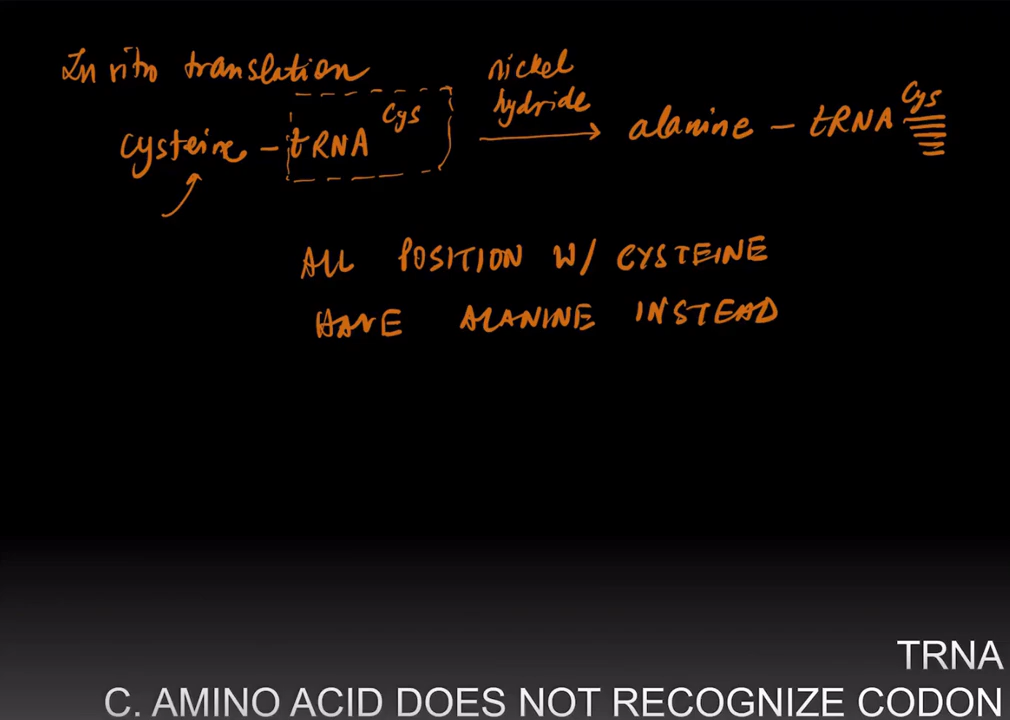 In vitro translation
nickel hydride
cysteine - tRNA Cys → alanine - tRNA Cys
ALL POSITION W/ CYSTEINE
HAVE ALANINE INSTEAD
TRNA
C. AMINO ACID DOES NOT RECOGNIZE CODON